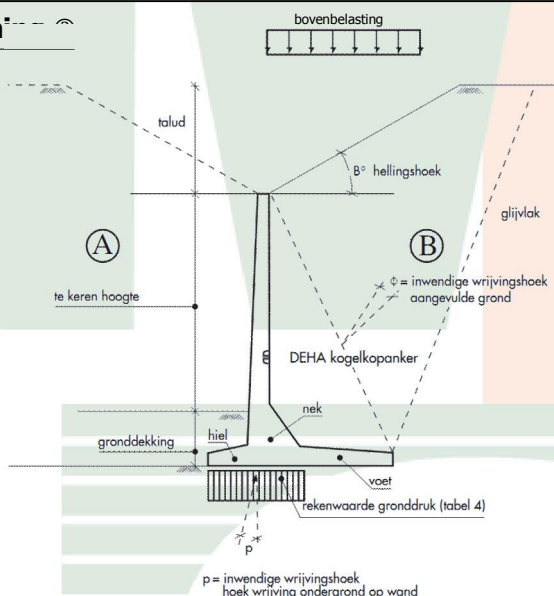 bovenbelasting
talud
B° hellingshoek
glijvlak
A
B
ϕ = inwendige wrijvingshoek
aangevulde grond
te keren hoogte
DEHA kogelkopanker
nek
gronddekking
hiel
voet
rekenwaarde gronddruk (tabel 4)
p
p = inwendige wrijvingshoek
hoek wrijving ondergrond op wand